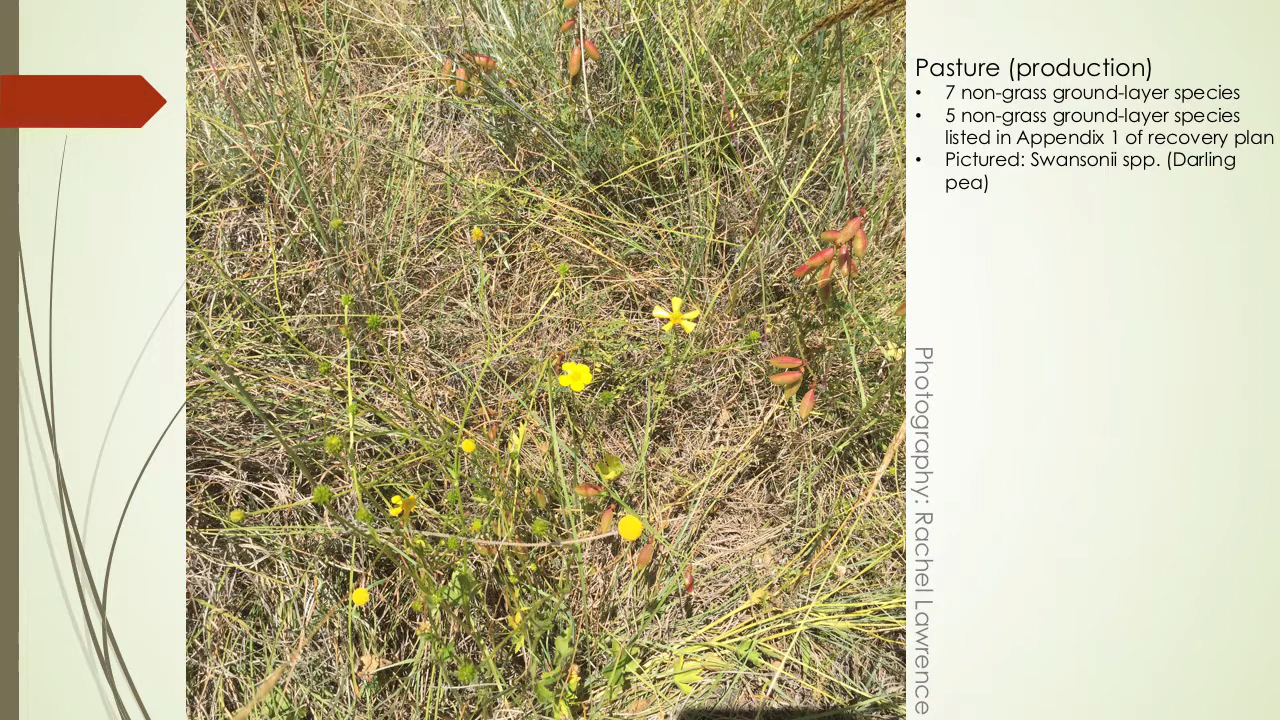 Pasture (production)
• 7 non-grass ground-layer species
• 5 non-grass ground-layer species
listed in Appendix 1 of recovery plan
• Pictured: Swansonii spp. (Darling
pea)
Photography: Rachel Lawrence